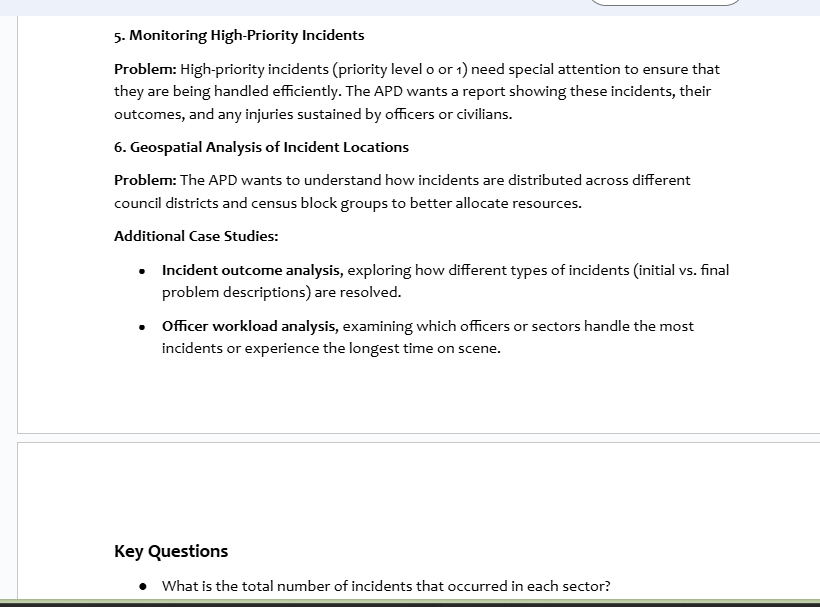 5. Monitoring High-Priority Incidents
Problem: High-priority incidents (priority level 0 or 1) need special attention to ensure that
they are being handled efficiently. The APD wants a report showing these incidents, their
outcomes, and any injuries sustained by officers or civilians.
6. Geospatial Analysis of Incident Locations
Problem: The APD wants to understand how incidents are distributed across different
council districts and census block groups to better allocate resources.
Additional Case Studies:
• Incident outcome analysis, exploring how different types of incidents (initial vs. final
problem descriptions) are resolved.
• Officer workload analysis, examining which officers or sectors handle the most
incidents or experience the longest time on scene.
Key Questions
• What is the total number of incidents that occurred in each sector?